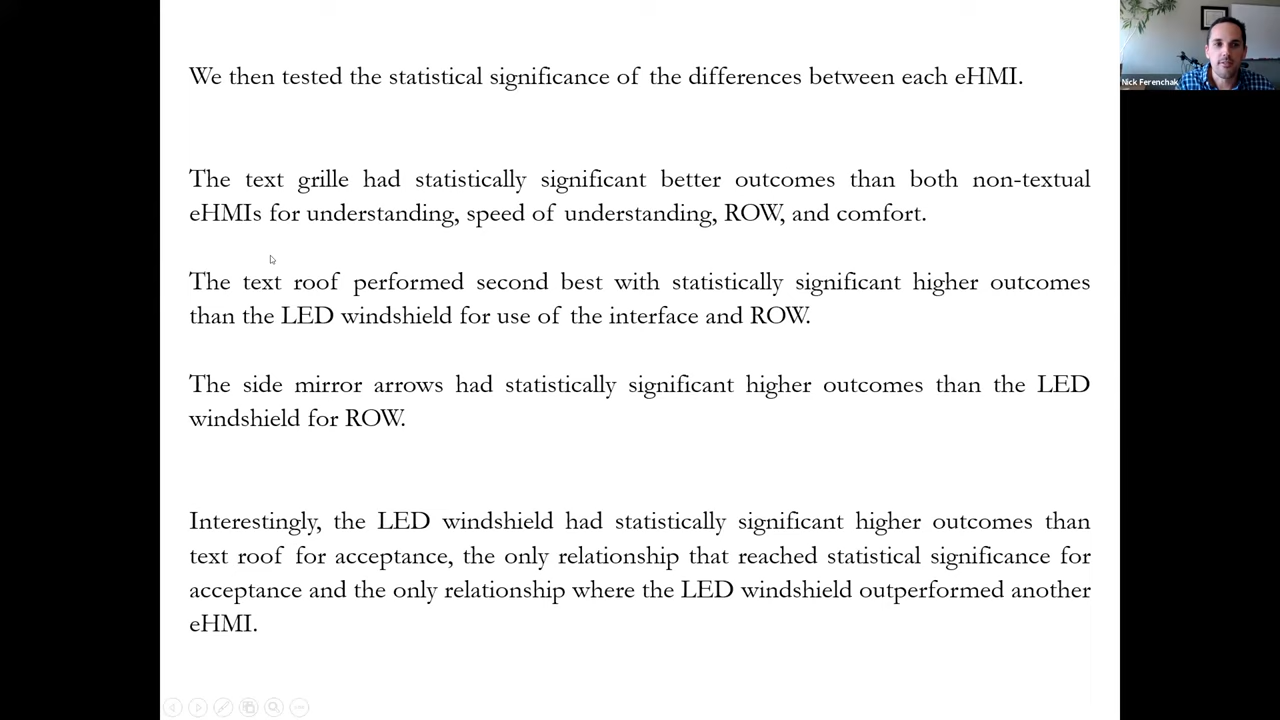 We then tested the statistical significance of the differences between each eHMI.
The text grille had statistically significant better outcomes than both non-textual
eHMIs for understanding, speed of understanding, ROW, and comfort.
The text roof performed second best with statistically significant higher outcomes
than the LED windshield for use of the interface and ROW.
The side mirror arrows had statistically significant higher outcomes than the LED
windshield for ROW.
Interestingly, the LED windshield had statistically significant higher outcomes than
text roof for acceptance, the only relationship that reached statistical significance for
acceptance and the only relationship where the LED windshield outperformed another
eHMI.
Nick Ferenchak